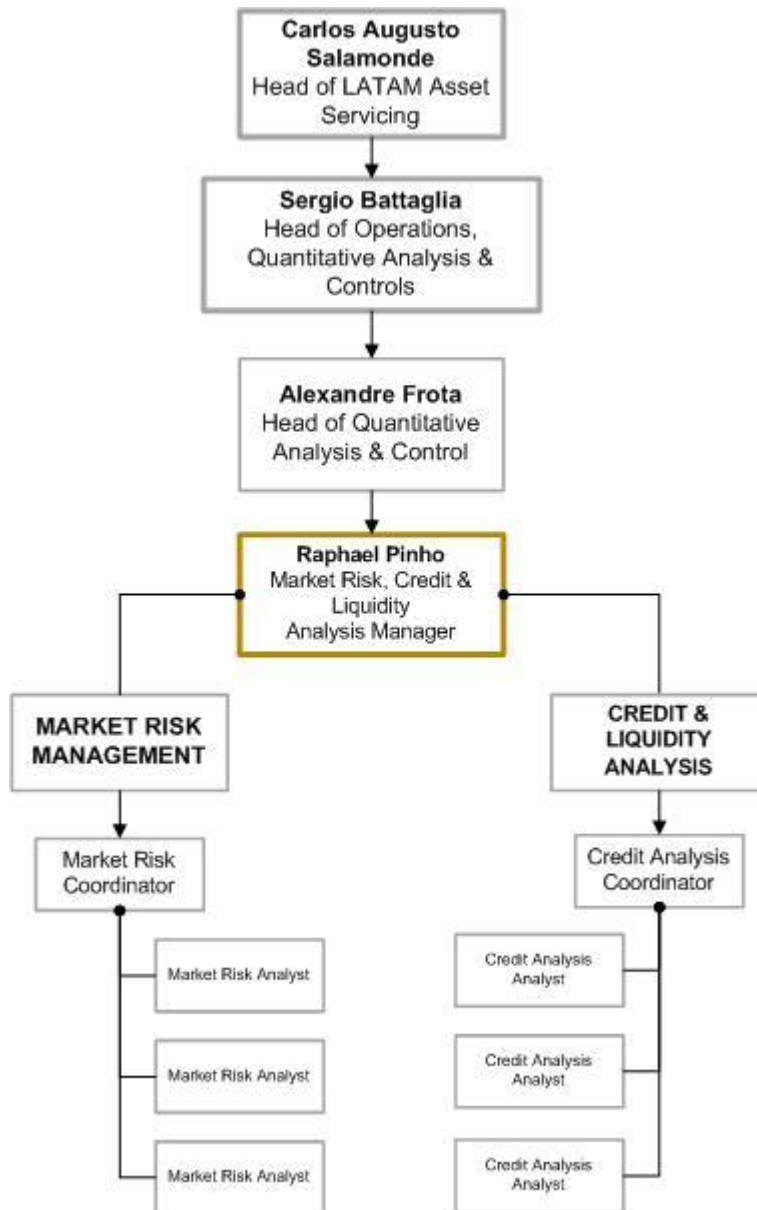 Carlos Augusto
Salamonde
Head of LATAM Asset
Servicing
Sergio Battaglia
Head of Operations,
Quantitative Analysis &
Controls
Alexandre Frota
Head of Quantitative
Analysis & Control
Raphael Pinho
Market Risk, Credit &
Liquidity
Analysis Manager
MARKET RISK
MANAGEMENT
CREDIT &
LIQUIDITY
ANALYSIS
Market Risk
Coordinator
Credit Analysis
Coordinator
Market Risk Analyst
Credit Analysis
Analyst
Market Risk Analyst
Credit Analysis
Analyst
Market Risk Analyst
Credit Analysis
Analyst